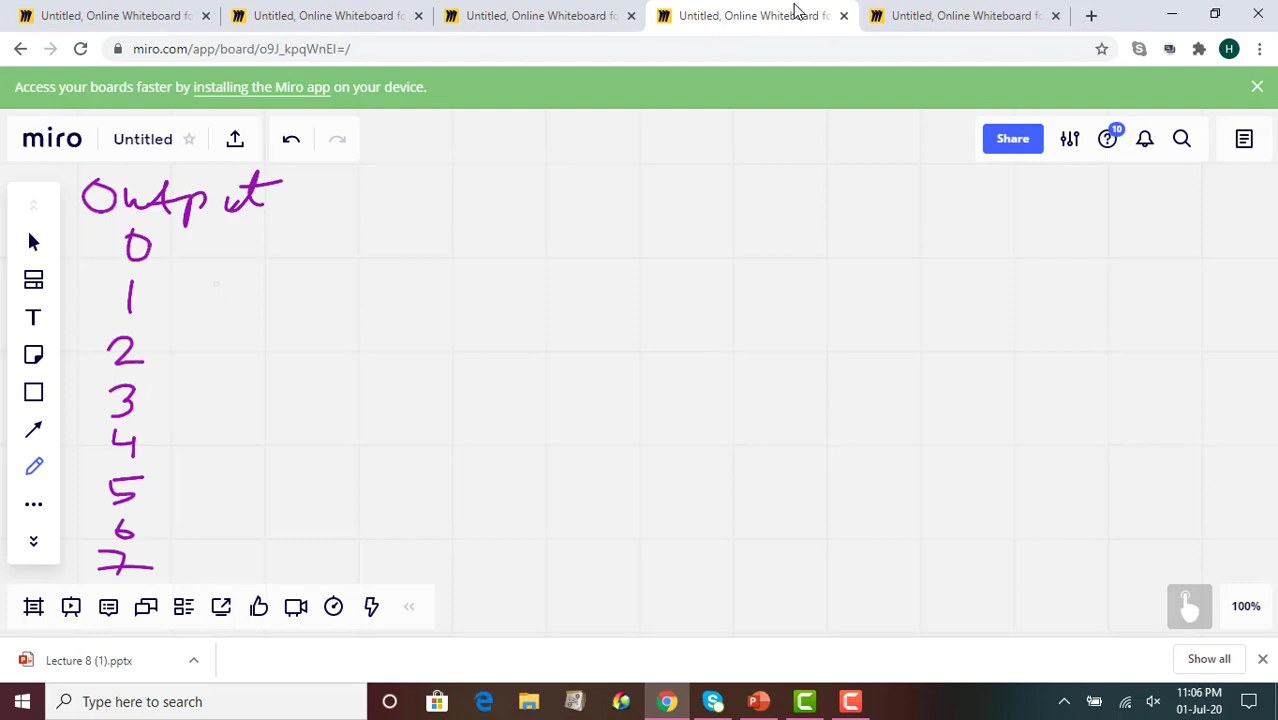 Untitled, Online Whiteboard fo
Untitled, Online Whiteboard fo
Untitled, Online Whiteboard fo
Untitled, Online Whiteboard fo
Untitled, Online Whiteboard fo
miro.com/app/board/o9J_kpqWnEI=/
H
Access your boards faster by installing the Miro app on your device.
miro
Untitled
Share
10
Output
0
1
2
3
4
5
6
7
T
100%
Lecture 8 (1).pptx
Show all
Type here to search
11:06 PM
01-Jul-20